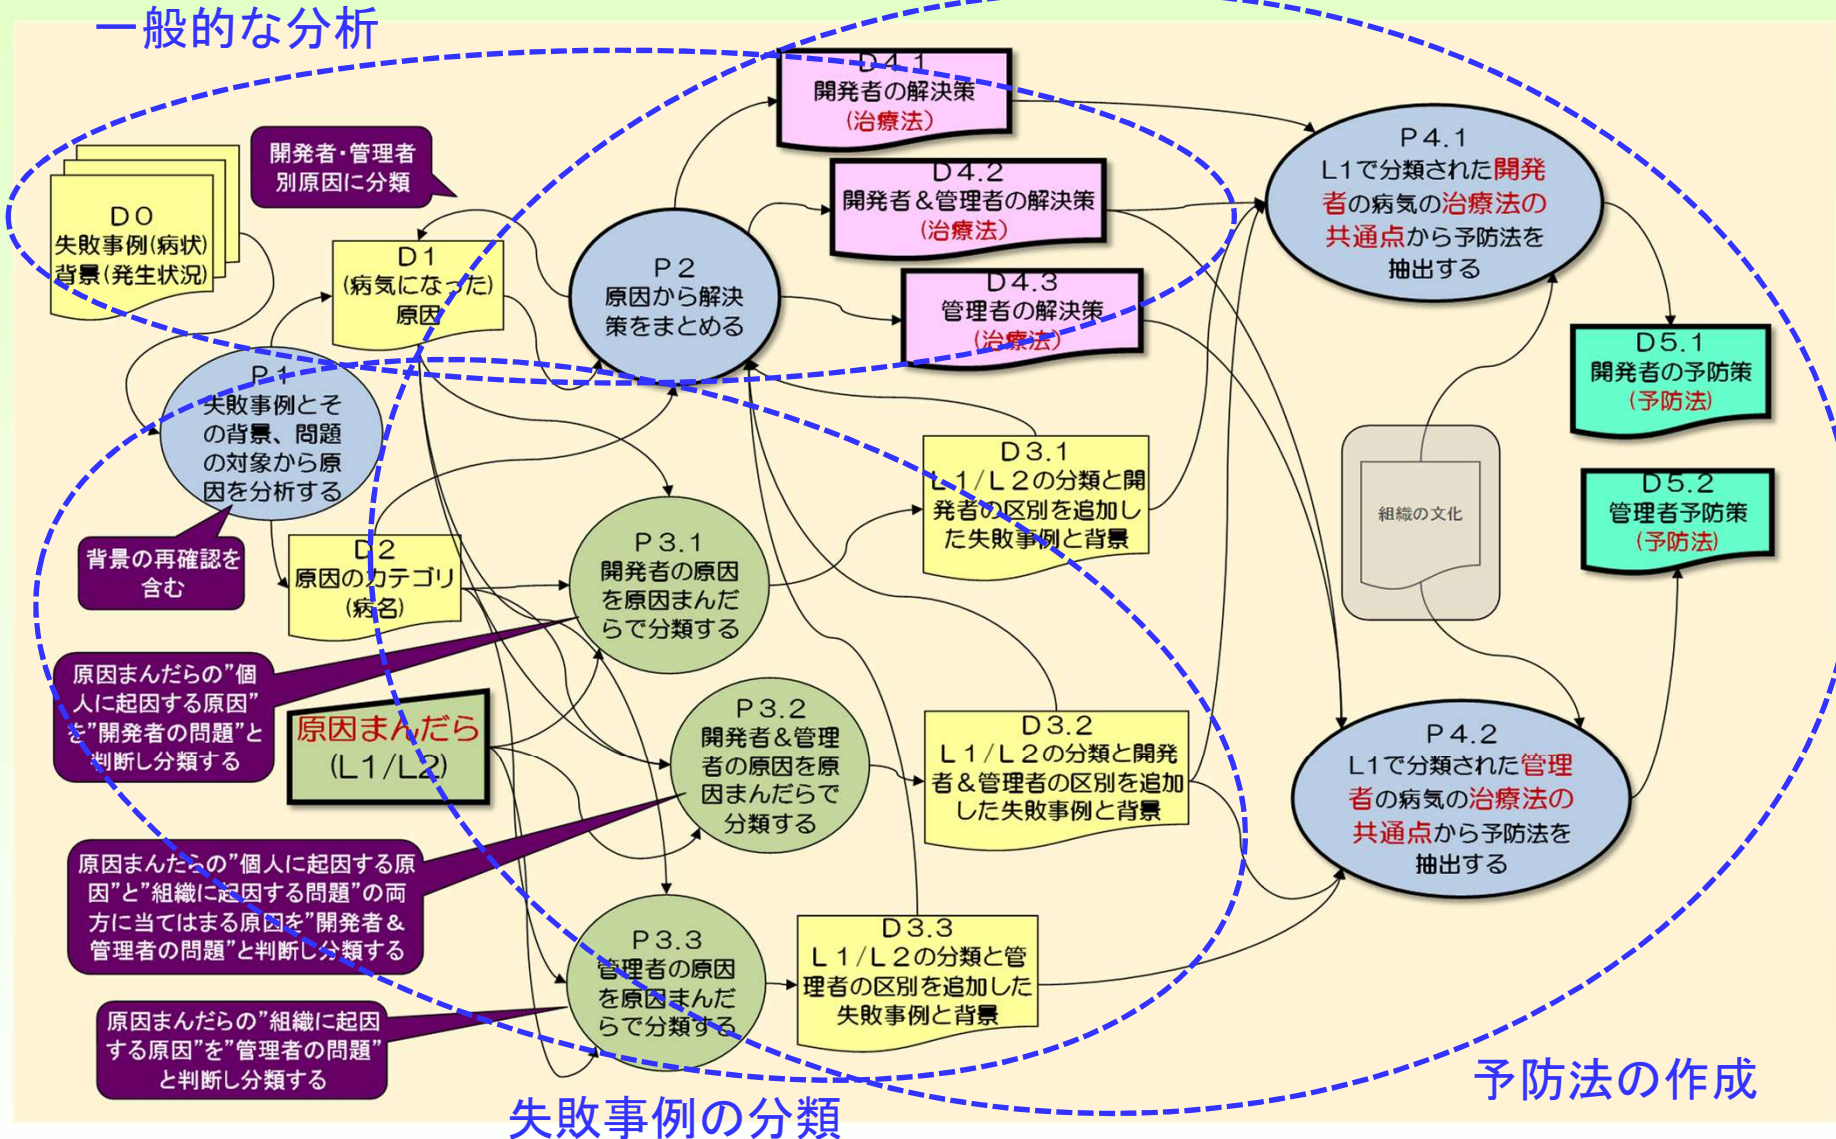 一般的な分析
D4.1
開発者の解決策
(治療法)
開発者・管理者
別原因に分類
D0
失敗事例(病状)
背景(発生状況)
D1
(病気になった)
原因
P2
原因から解決
策をまとめる
D4.2
開発者&管理者の解決策
(治療法)
D4.3
管理者の解決策
(治療法)
P4.1
L1で分類された開発
者の病気の治療法の
共通点から予防法を
抽出する
D5.1
開発者の予防策
(予防法)
P1
失敗事例とそ
の背景、問題
の対象から原
因を分析する
背景の再確認を
含む
D2
原因のカテゴリ
(病名)
P3.1
開発者の原因
を原因まんだ
らで分類する
D3.1
L1/L2の分類と開
発者の区別を追加し
た失敗事例と背景
組織の文化
D5.2
管理者予防策
(予防法)
原因まんだらの”個
人に起因する原因”
を”開発者の問題”と
判断し分類する
原因まんだら
(L1/L2)
P3.2
開発者&管理
者の原因を原
因まんだらで
分類する
D3.2
L1/L2の分類と開発
者&管理者の区別を追加
した失敗事例と背景
P4.2
L1で分類された管理
者の病気の治療法の
共通点から予防法を
抽出する
原因まんだらの”個人に起因する原
因”と”組織に起因する問題”の両
方に当てはまる原因を”開発者&
管理者の問題”と判断し分類する
P3.3
管理者の原因
を原因まんだ
らで分類する
D3.3
L1/L2の分類と管
理者の区別を追加した
失敗事例と背景
原因まんだらの”組織に起因
する原因”を”管理者の問題”
と判断し分類する
失敗事例の分類
予防法の作成